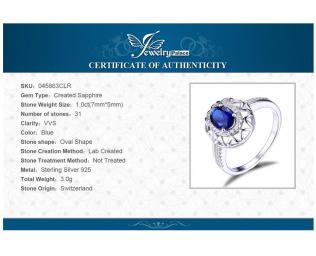 JewelryPalace
CERTIFICATE OF AUTHENTICITY
SKU: 045863CLR
Gem Type: Created Sapphire
Stone Weight Size: 1.0ct(7mm*5mm)
Number of stones: 31
Clarity: VVS
Color: Blue
Stone shape: Oval Shape
Stone Creation Method: Lab Created
Stone Treatment Method: Not Treated
Metal: Sterling Silver 925
Total Weight: 3.0g
Stone Origin: Switzerland